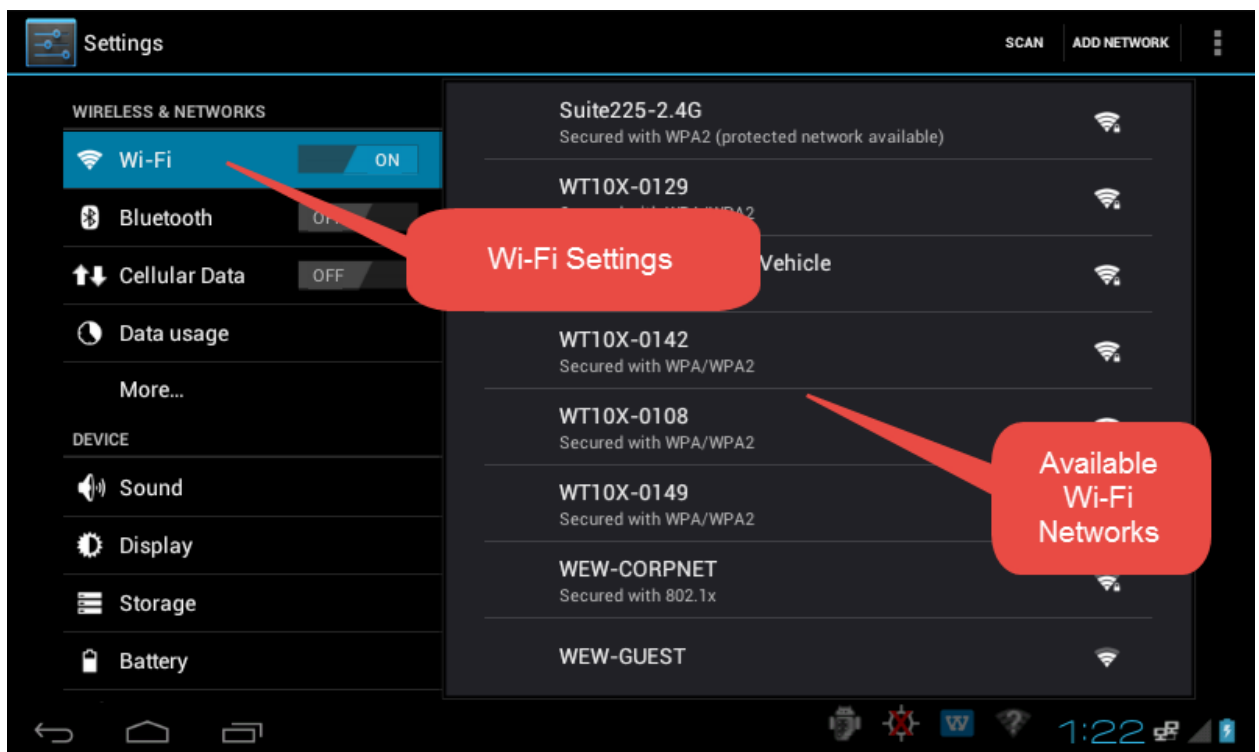 Settings
SCAN
ADD NETWORK
WIRELESS & NETWORKS
Wi-Fi
ON
Bluetooth
Cellular Data
OFF
Data usage
More...
DEVICE
Sound
Display
Storage
Battery
Suite225-2.4G
Secured with WPA2 (protected network available)
WT10X-0129
Vehicle
WT10X-0142
Secured with WPA/WPA2
WT10X-0108
Secured with WPA/WPA2
WT10X-0149
Secured with WPA/WPA2
WEW-CORPNET
Secured with 802.1x
WEW-GUEST
Wi-Fi Settings
Available
Wi-Fi
Networks
W
1:22